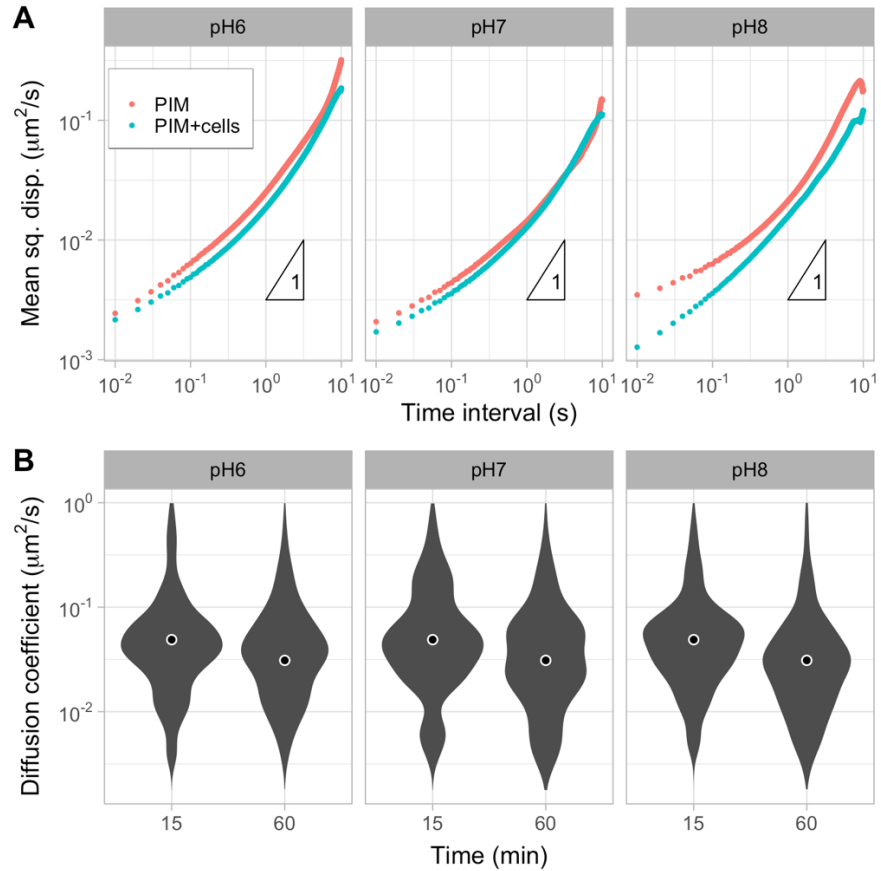 A
pH6 pH7 pH8
Mean sq. disp. (μm²/s)
10⁻¹
10⁻²
10⁻³
PIM
PIM+cells
1 1 1
10⁻² 10⁻¹ 10⁰ 10¹ 10⁻² 10⁻¹ 10⁰ 10¹ 10⁻² 10⁻¹ 10⁰ 10¹
Time interval (s)
B
pH6 pH7 pH8
Diffusion coefficient (μm²/s)
10⁰
10⁻¹
10⁻²
15 60 15 60 15 60
Time (min)